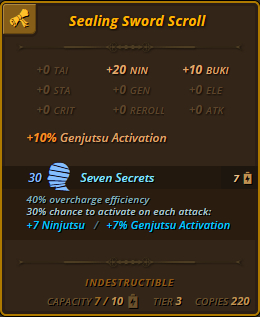 Sealing Sword Scroll
+0 TAI +20 NIN +10 BUKI
+0 STA +0 GEN +0 ELE
+0 CRIT +0 REROLL +0 ATK
+10% Genjutsu Activation
30 Seven Secrets 7
40% overcharge efficiency
30% chance to activate on each attack:
+7 Ninjutsu / +7% Genjutsu Activation
INDESTRUCTIBLE
CAPACITY 7 / 10 TIER 3 COPIES 220